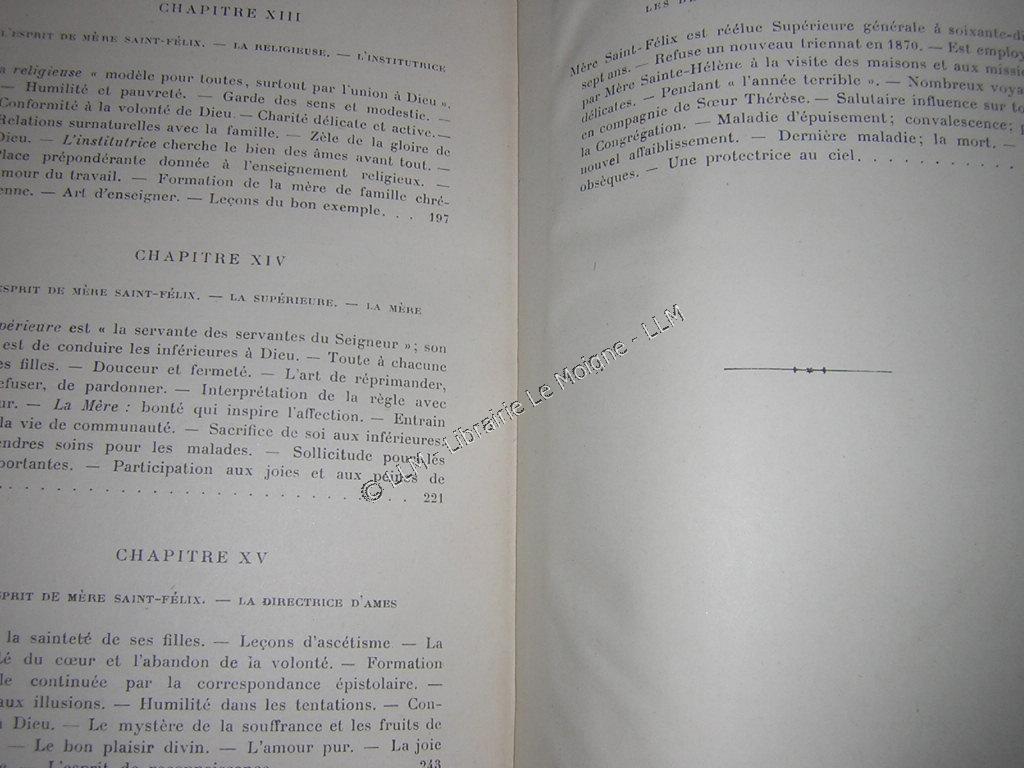 CHAPITRE XIII
L'ESPRIT DE MÈRE SAINT-FÉLIX. — LA RELIGIEUSE. — L'INSTITUTRICE
a religieuse « modèle pour toutes, surtout par l'union à Dieu ».
— Humilité et pauvreté. — Garde des sens et modestie. —
Conformité à la volonté de Dieu. — Charité délicate et active. —
Relations surnaturelles avec la famille. — Zèle de la gloire de
Dieu. — L'institutrice cherche le bien des âmes avant tout. —
Place prépondérante donnée à l'enseignement religieux. —
mour du travail. — Formation de la mère de famille chré-
enne. — Art d'enseigner. — Leçons du bon exemple. . . 197
CHAPITRE XIV
ESPRIT DE MÈRE SAINT-FÉLIX. — LA SUPÉRIEURE. — LA MÈRE
périeure est « la servante des servantes du Seigneur » ; son
est de conduire les inférieures à Dieu. — Toute à chacune
es filles. — Douceur et fermeté. — L'art de réprimander,
efuser, de pardonner. — Interprétation de la règle avec
ur. — La Mère : bonté qui inspire l'affection. — Entrain
la vie de communauté. — Sacrifice de soi aux inférieures;
endres soins pour les malades. — Sollicitude pour les
portantes. — Participation aux joies et aux peines de
221
CHAPITRE XV
SPRIT DE MÈRE SAINT-FÉLIX. — LA DIRECTRICE D'AMES
la sainteté de ses filles. — Leçons d'ascétisme — La
té du cœur et l'abandon de la volonté. — Formation
le continuée par la correspondance épistolaire. —
aux illusions. — Humilité dans les tentations. — Con-
à Dieu. — Le mystère de la souffrance et les fruits de
— Le bon plaisir divin. — L'amour pur. — La joie
— L'esprit de reconnaissance 243
LES DE
Mère Saint-Félix est réélue Supérieure générale à soixante-di
sept ans. — Refuse un nouveau triennat en 1870. — Est employ
par Mère Sainte-Hélène à la visite des maisons et aux missio
délicates. — Pendant « l'année terrible ». — Nombreux voya
en compagnie de Sœur Thérèse. — Salutaire influence sur to
la Congrégation. — Maladie d'épuisement ; convalescence ; p
nouvel affaiblissement. — Dernière maladie ; la mort. —
obsèques. — Une protectrice au ciel. . . . . . . . . .
© LLM - Librairie Le Moigne - LLM